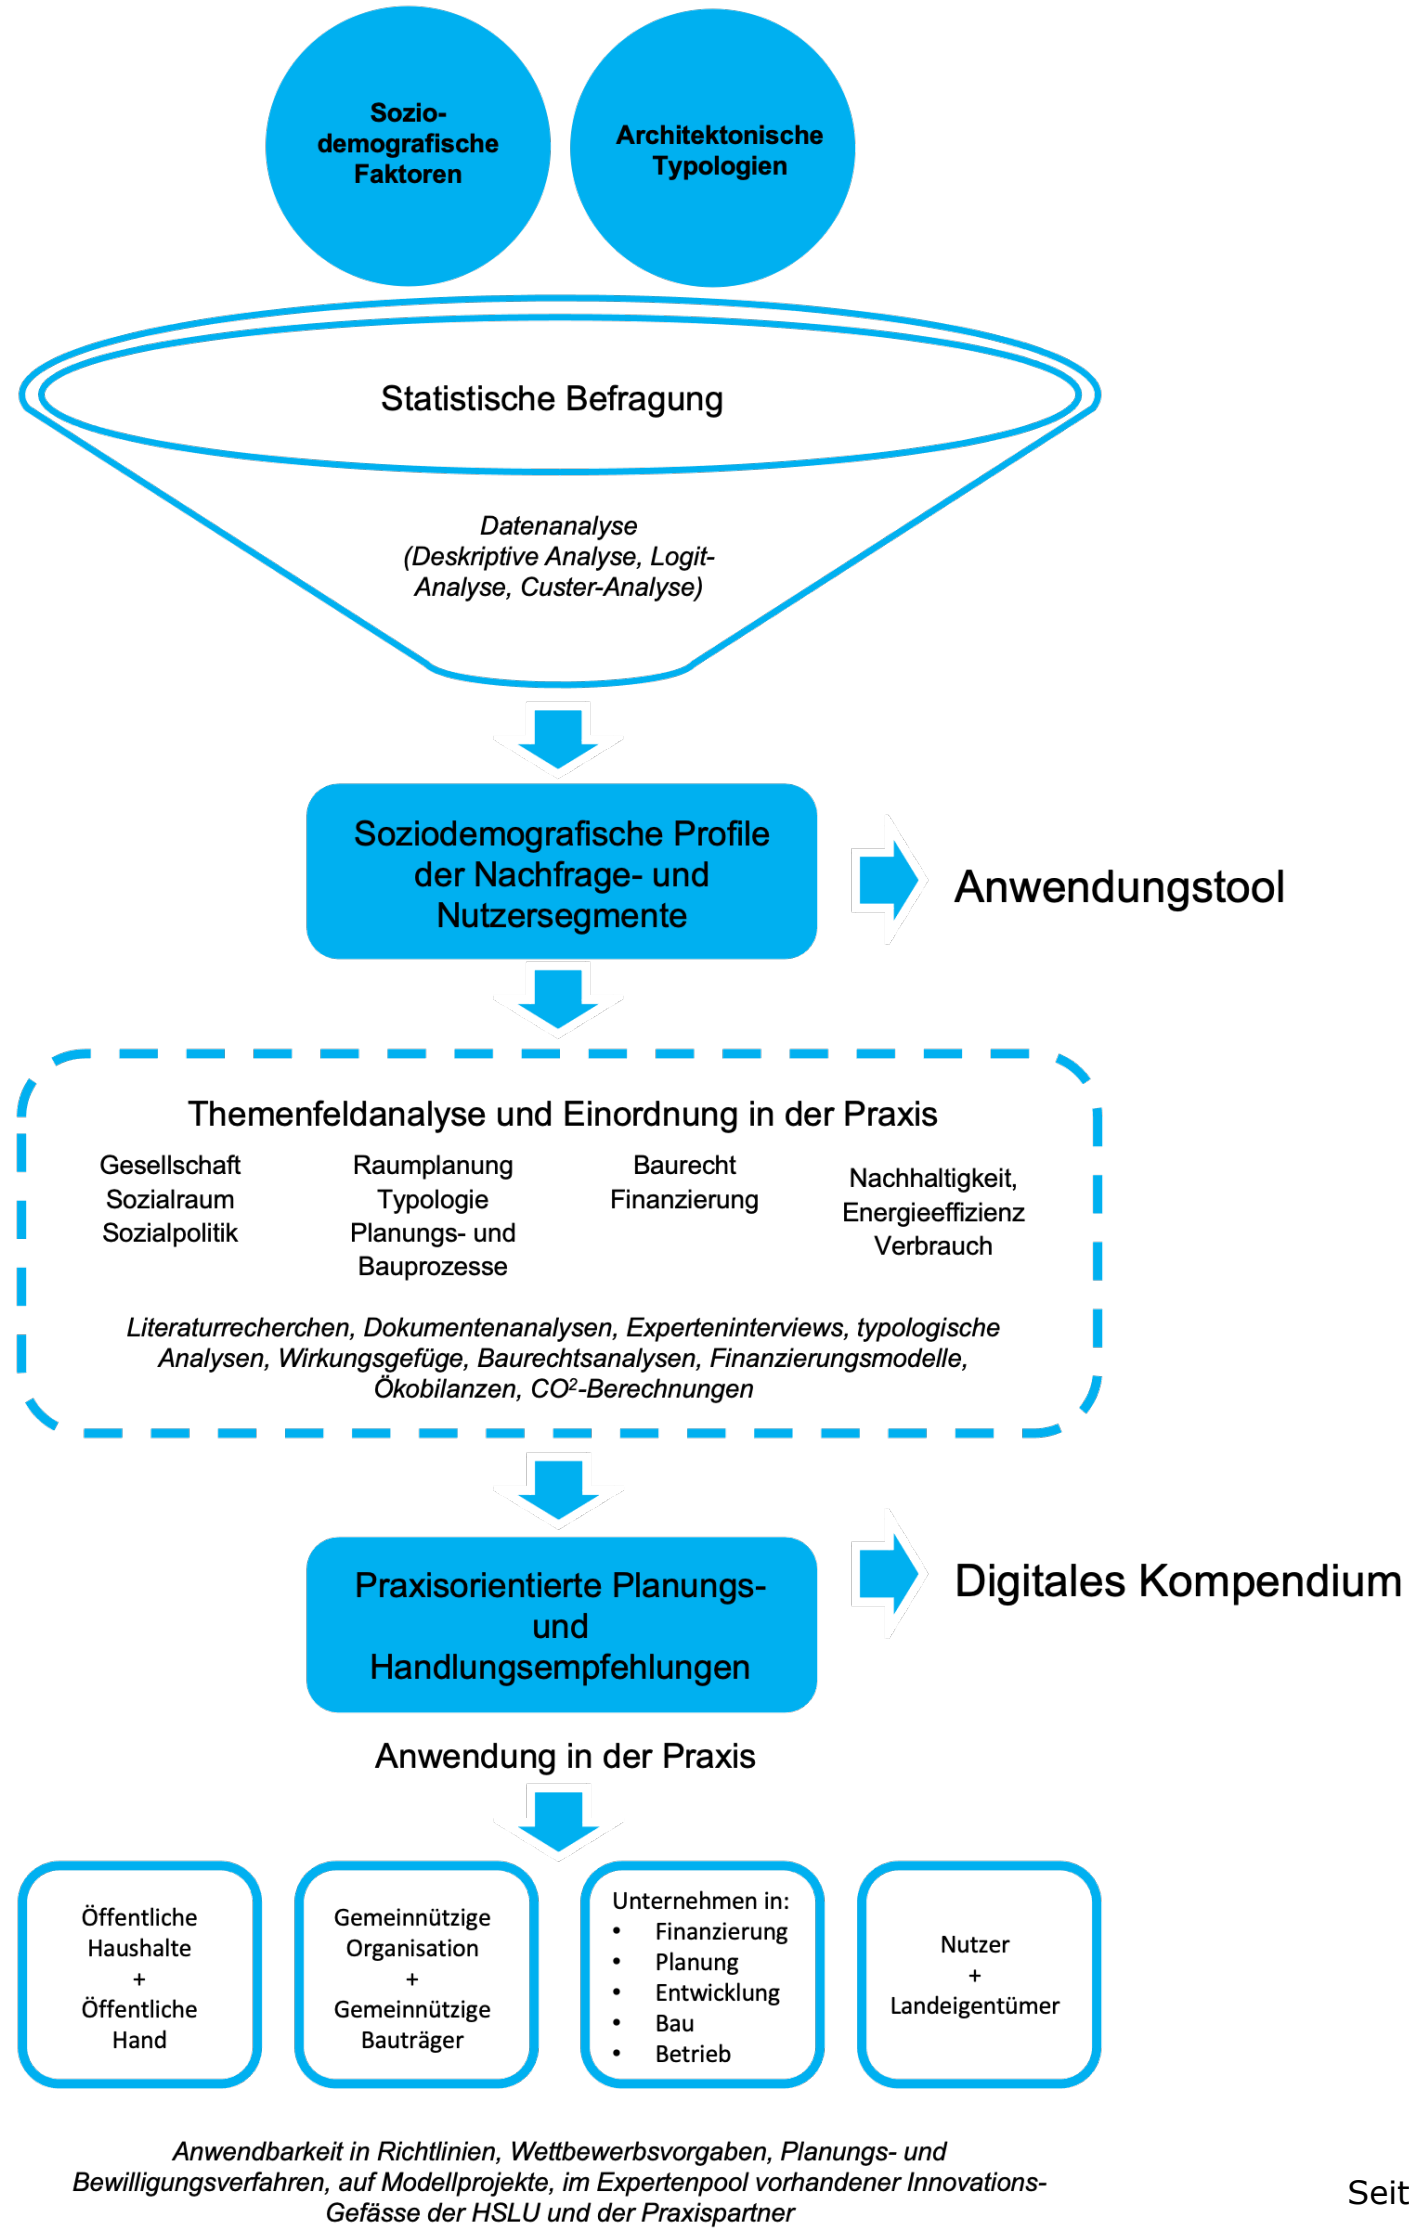 Sozio-
demografische
Faktoren
Architektonische
Typologien
Statistische Befragung
Datenanalyse
(Deskriptive Analyse, Logit-
Analyse, Custer-Analyse)
Soziodemografische Profile
der Nachfrage- und
Nutzersegmente
Anwendungstool
Themenfeldanalyse und Einordnung in der Praxis
Gesellschaft
Sozialraum
Sozialpolitik
Raumplanung
Typologie
Planungs- und
Bauprozesse
Baurecht
Finanzierung
Nachhaltigkeit,
Energieeffizienz
Verbrauch
Literaturrecherchen, Dokumentenanalysen, Experteninterviews, typologische
Analysen, Wirkungsgefüge, Baurechtsanalysen, Finanzierungsmodelle,
Ökobilanzen, CO²-Berechnungen
Praxisorientierte Planungs-
und
Handlungsempfehlungen
Digitales Kompendium
Anwendung in der Praxis
Öffentliche
Haushalte
+
Öffentliche
Hand
Gemeinnützige
Organisation
+
Gemeinnützige
Bauträger
Unternehmen in:
• Finanzierung
• Planung
• Entwicklung
• Bau
• Betrieb
Nutzer
+
Landeigentümer
Anwendbarkeit in Richtlinien, Wettbewerbsvorgaben, Planungs- und
Bewilligungsverfahren, auf Modellprojekte, im Expertenpool vorhandener Innovations-
Gefässe der HSLU und der Praxispartner
Seit